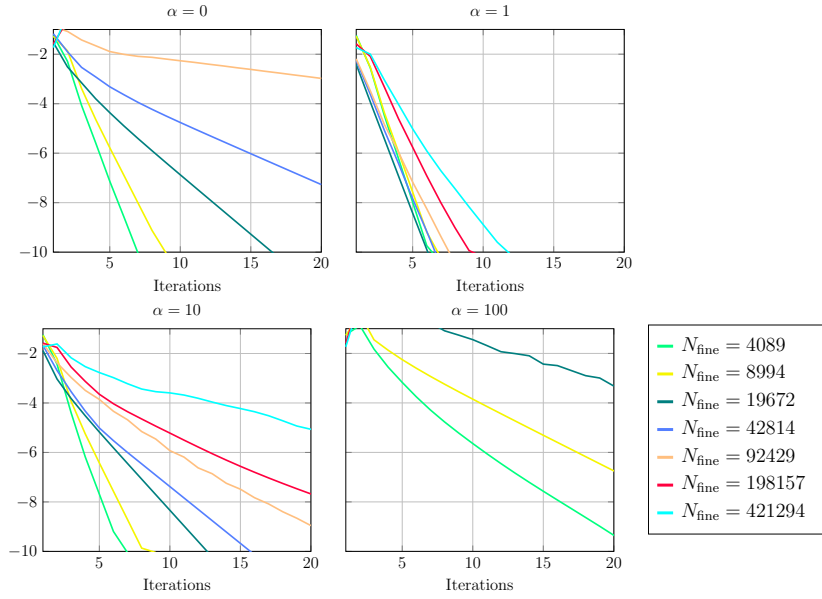 α = 0
α = 1
−2
−4
−6
−8
−10
5
10
15
20
5
10
15
20
Iterations
Iterations
α = 10
α = 100
−2
−4
−6
−8
−10
5
10
15
20
5
10
15
20
Iterations
Iterations
N_fine = 4089
N_fine = 8994
N_fine = 19672
N_fine = 42814
N_fine = 92429
N_fine = 198157
N_fine = 421294